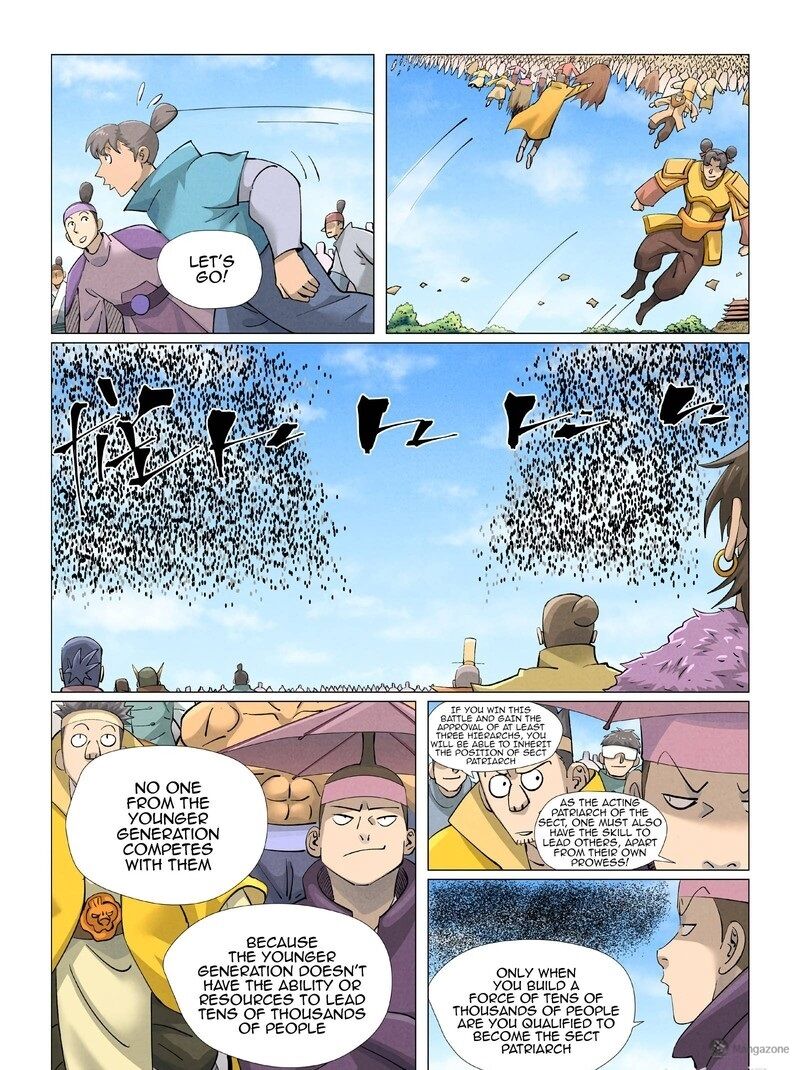 LET'S
GO!
NO ONE
FROM THE
YOUNGER
GENERATION
COMPETES
WITH THEM
BECAUSE
THE YOUNGER
GENERATION DOESN'T
HAVE THE ABILITY OR
RESOURCES TO LEAD
TENS OF THOUSANDS
OF PEOPLE
IF YOU WIN THIS
BATTLE AND GAIN THE
APPROVAL OF AT LEAST
THREE HIERARCHS, YOU
WILL BE ABLE TO INHERIT
THE POSITION OF SECT
PATRIARCH
AS THE ACTING
PATRIARCH OF THE
SECT, ONE MUST ALSO
HAVE THE SKILL TO
LEAD OTHERS, APART
FROM THEIR OWN
PROWESS!
ONLY WHEN
YOU BUILD A
FORCE OF TENS OF
THOUSANDS OF PEOPLE
ARE YOU QUALIFIED TO
BECOME THE SECT
PATRIARCH
Mangazone